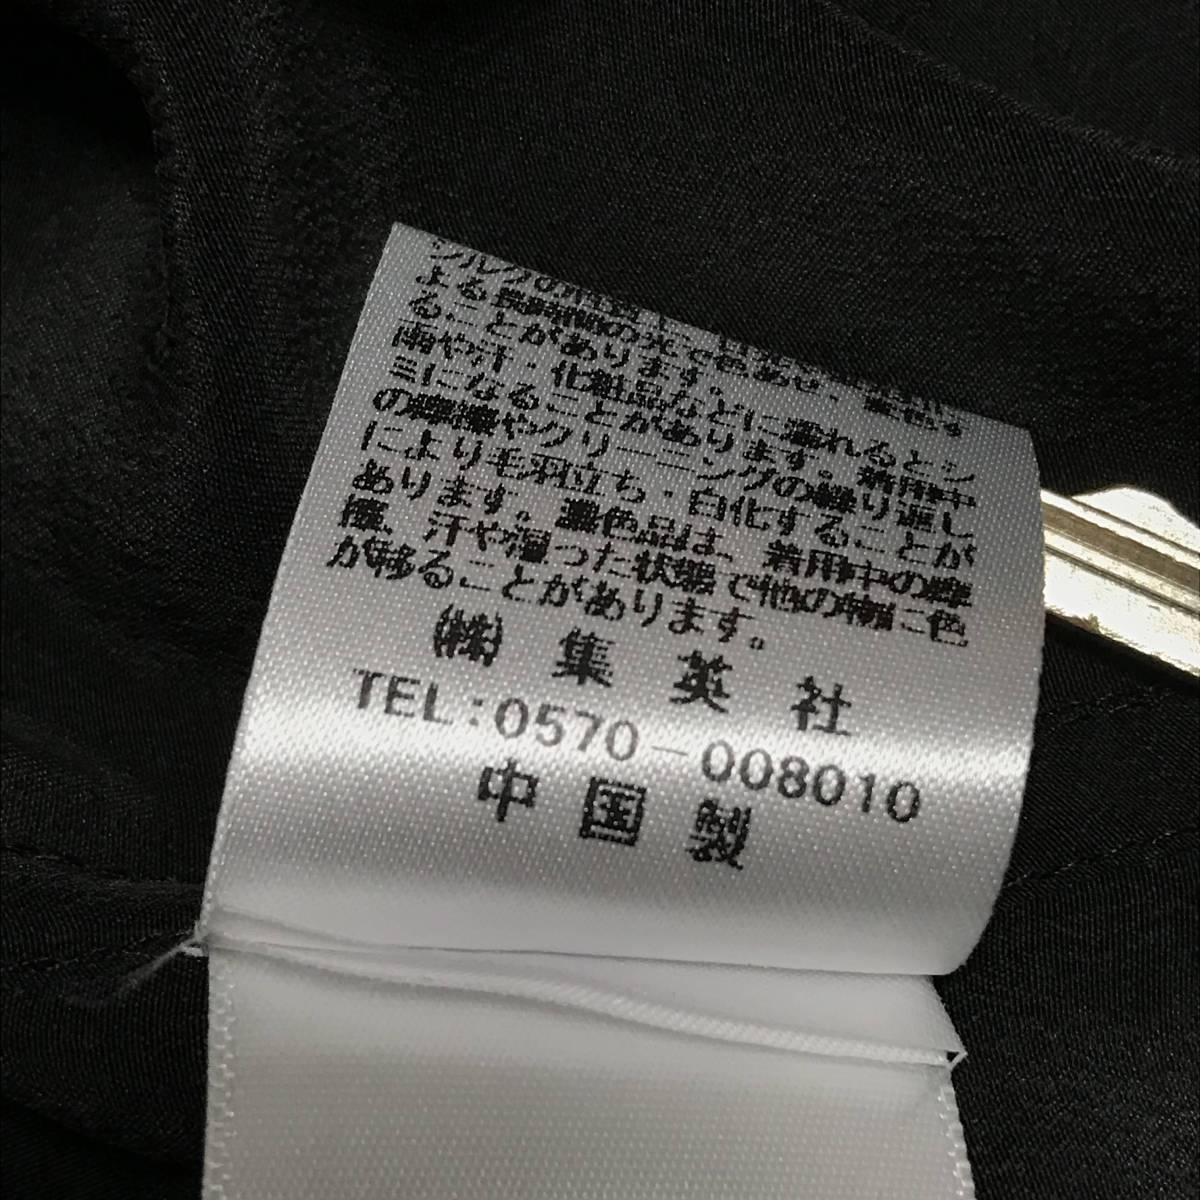 シルクの
よる長時間の光で色あせ、変色す
ることがあります。
雨や汗・化粧品などに濡れるとシ
ミになることがあります。着用中
の摩擦やクリーニングの繰り返し
により毛羽立ち・白化することが
あります。濃色品は、着用中の摩
擦、汗や湿った状態で他の物に色
が移ることがあります。
㈱ 集英社
TEL:0570-008010
中国製